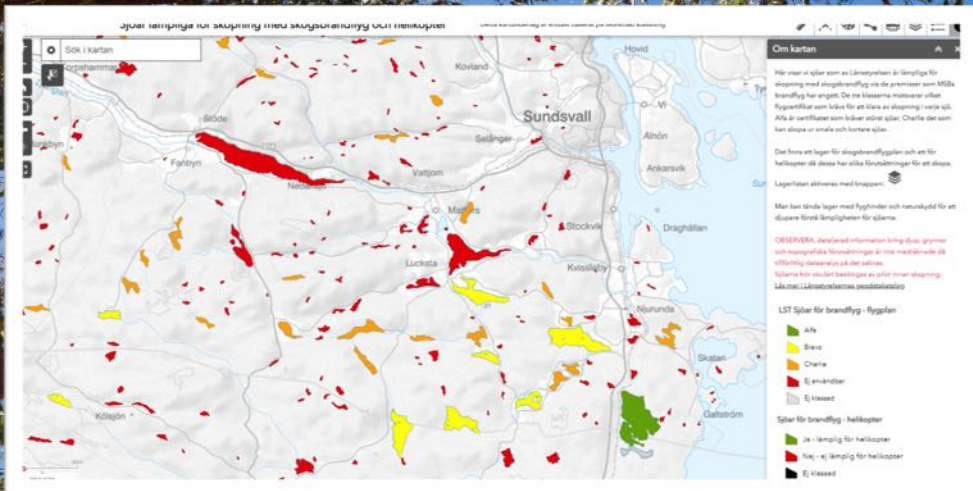 Sjöar lämpliga för skopning med skogsbrandflyg och helikopter
Sök i kartan
Om kartan
Här visar vi sjöar som av Länsstyrelsen är lämpliga för
skopning med skogsbrandflyg via de premisser som MSBs
brandflyg har angett. De tre klasserna motsvarar vilket
flygcertifikat som krävs för att klara av skopning i varje sjö.
Alfa är certifikatet som kräver störst sjöar, Charlie det som
kan skopa ur smala och kortare sjöar.
Det finns ett lager för skogsbrandflygplan och ett för
helikopter då dessa har olika förutsättningar för att skopa.
Lagerlistan aktiveras med knappen:
Man kan tända lager med flyghinder och naturskydd för att
djupare förstå lämpligheten för sjöarna.
OBSERVERA, detaljerad information kring djup, grynnor
och topografiska förutsättningar är inte medräknade då
tillförlitlig dataanalys på det saknas.
Sjöarna bör okulärt besiktigas av pilot innan skopning.
Läs mer i Länsstyrelsernas geodatakatalog
LST Sjöar för brandflyg - flygplan
Alfa
Bravo
Charlie
Ej användbar
Ej klassad
Sjöar för brandflyg - helikopter
Ja - lämplig för helikopter
Nej - ej lämplig för helikopter
Ej klassad
Torpshammar
Kovland
Hovid
Stöde
Sundsvall
Vi
Alnön
Selånger
Fanbyn
Vattjom
Ankarsvik
Nedansjö
Matfors
Stockvik
Draghällan
Lucksta
Kvissleby
Njurunda
Skatan
Galtström
Kölsjön